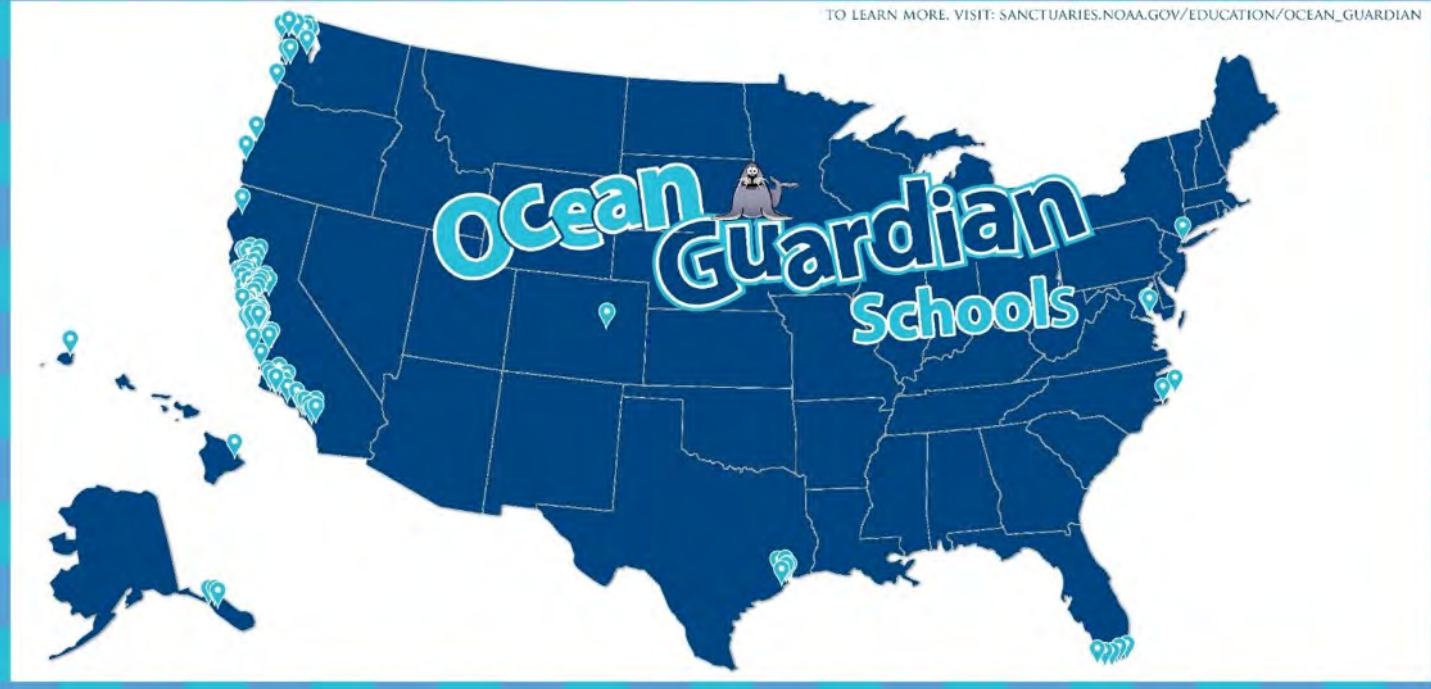 TO LEARN MORE, VISIT: SANCTUARIES.NOAA.GOV/EDUCATION/OCEAN_GUARDIAN
Ocean
Guardian
Schools